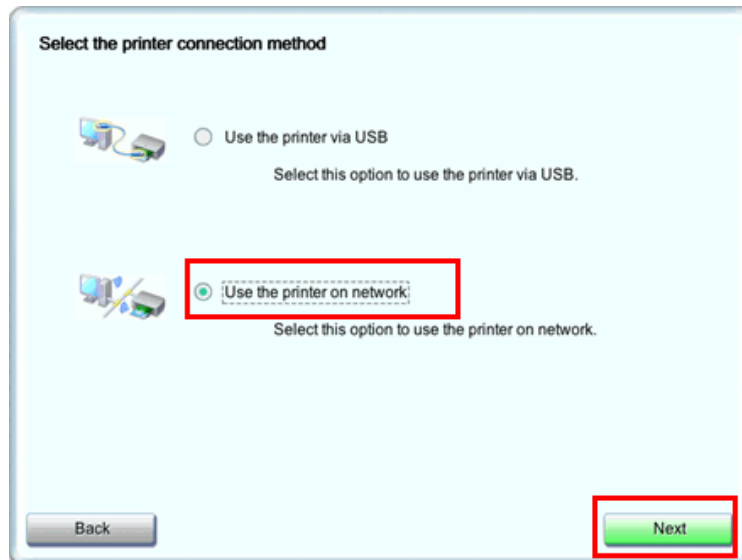 Select the printer connection method
Use the printer via USB
Select this option to use the printer via USB.
Use the printer on network
Select this option to use the printer on network.
Back
Next